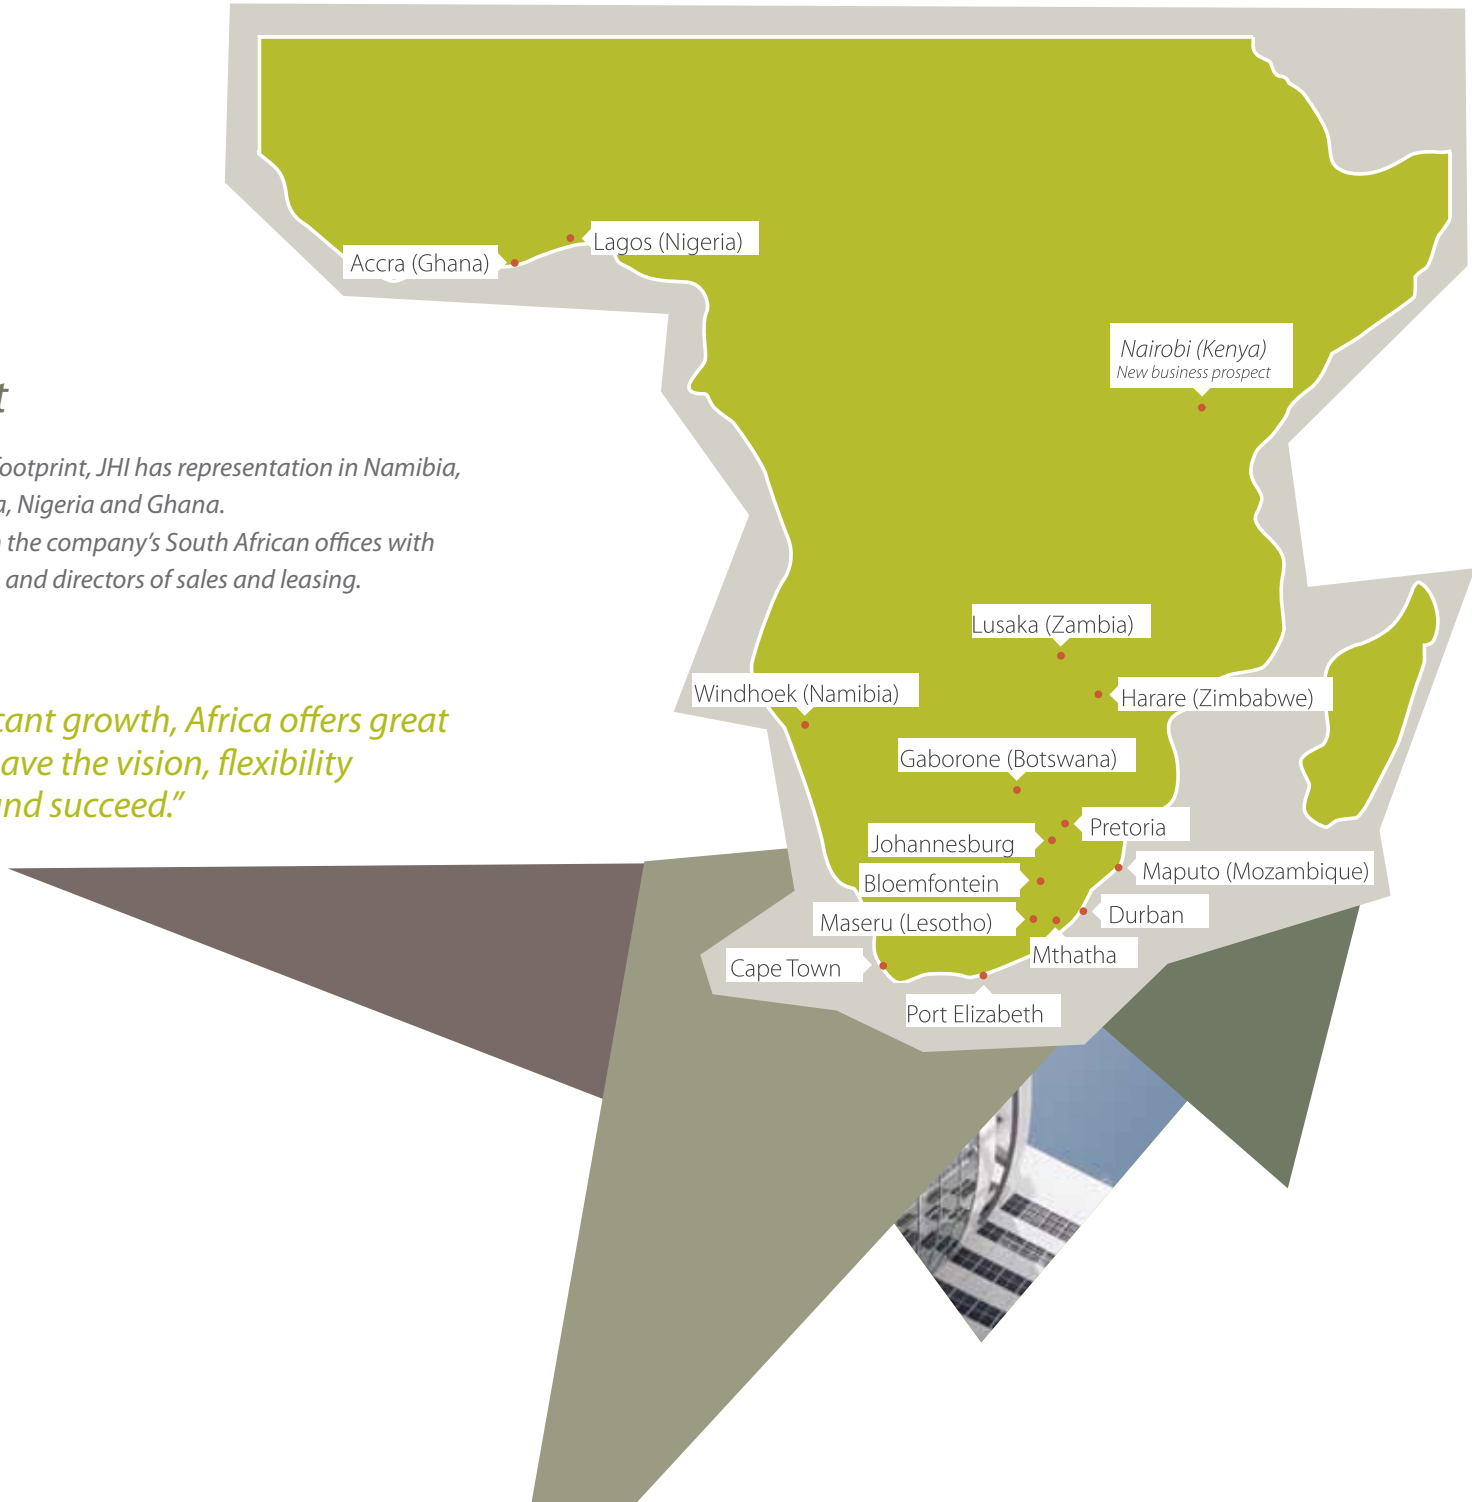 t
footprint, JHI has representation in Namibia,
a, Nigeria and Ghana.
the company's South African offices with
and directors of sales and leasing.
cant growth, Africa offers great
ave the vision, flexibility
and succeed.”
Accra (Ghana)
Lagos (Nigeria)
Nairobi (Kenya)
New business prospect
Lusaka (Zambia)
Windhoek (Namibia)
Harare (Zimbabwe)
Gaborone (Botswana)
Pretoria
Johannesburg
Maputo (Mozambique)
Bloemfontein
Durban
Maseru (Lesotho)
Mthatha
Cape Town
Port Elizabeth